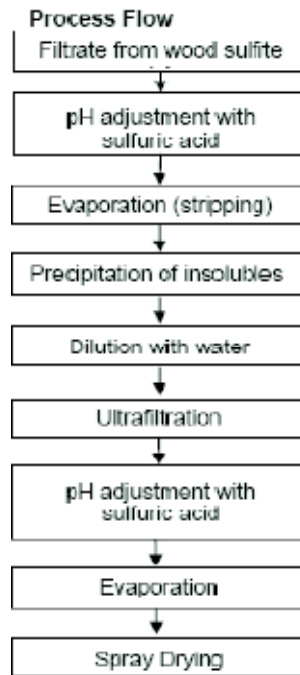 Process Flow
Filtrate from wood sulfite
pH adjustment with
sulfuric acid
Evaporation (stripping)
Precipitation of insolubles
Dilution with water
Ultrafiltration
pH adjustment with
sulfuric acid
Evaporation
Spray Drying